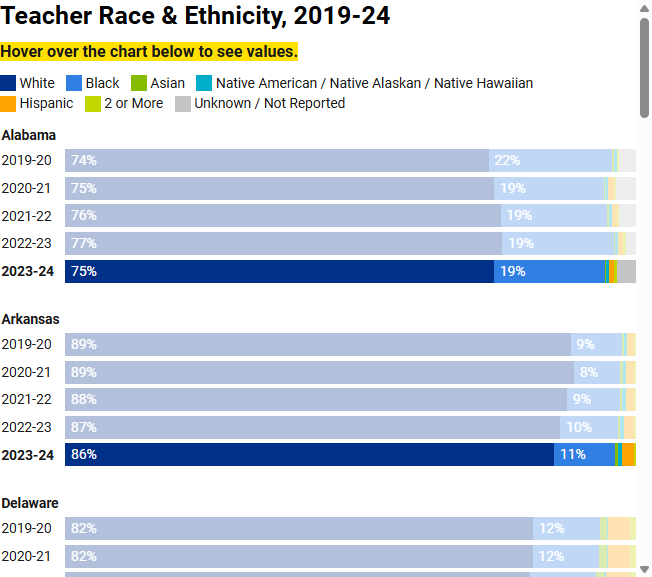 Teacher Race & Ethnicity, 2019-24
Hover over the chart below to see values.
White Black Asian Native American / Native Alaskan / Native Hawaiian
Hispanic 2 or More Unknown / Not Reported
Alabama
2019-20 74% 22%
2020-21 75% 19%
2021-22 76% 19%
2022-23 77% 19%
2023-24 75% 19%
Arkansas
2019-20 89% 9%
2020-21 89% 8%
2021-22 88% 9%
2022-23 87% 10%
2023-24 86% 11%
Delaware
2019-20 82% 12%
2020-21 82% 12%